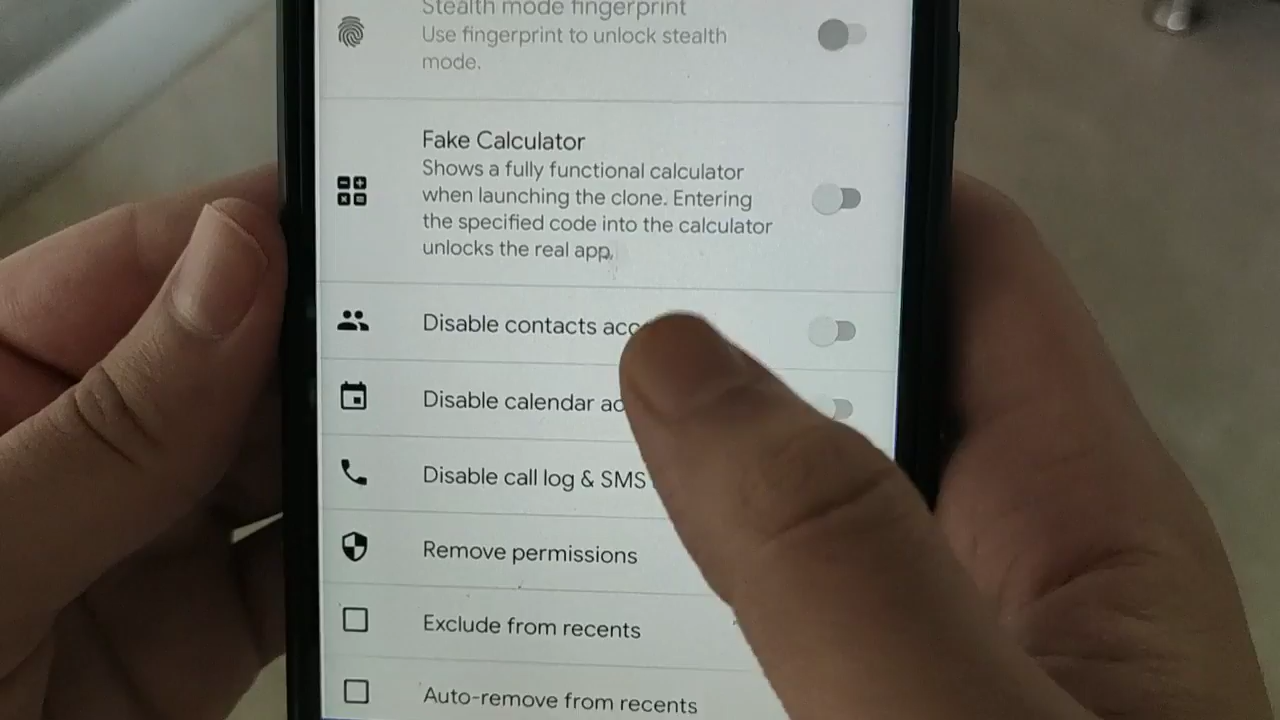 Stealth mode fingerprint
Use fingerprint to unlock stealth
mode.
Fake Calculator
Shows a fully functional calculator
when launching the clone. Entering
the specified code into the calculator
unlocks the real app.
Disable contacts
Disable calendar
Disable call log & SMS
Remove permissions
Exclude from recents
Auto-remove from recents